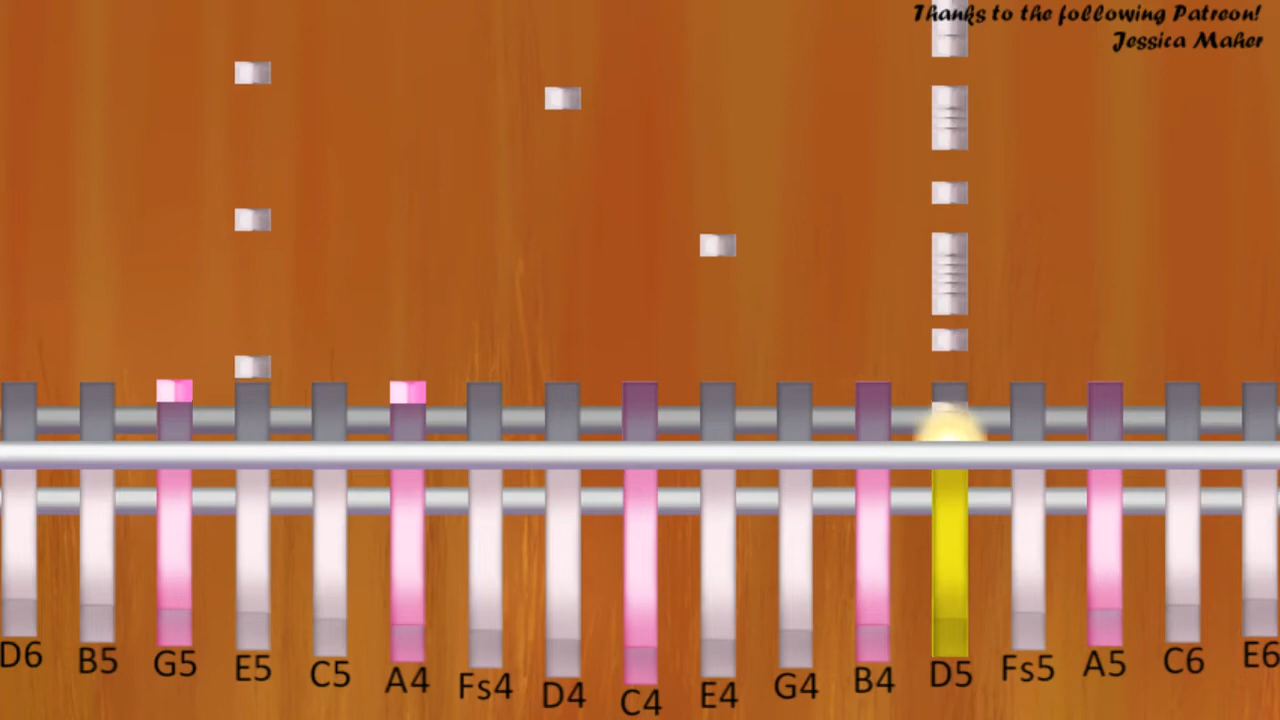 Thanks to the following Patreon!
Jessica Maher
D6 B5 G5 E5 C5 A4 Fs4 D4 C4 E4 G4 B4 D5 Fs5 A5 C6 E6